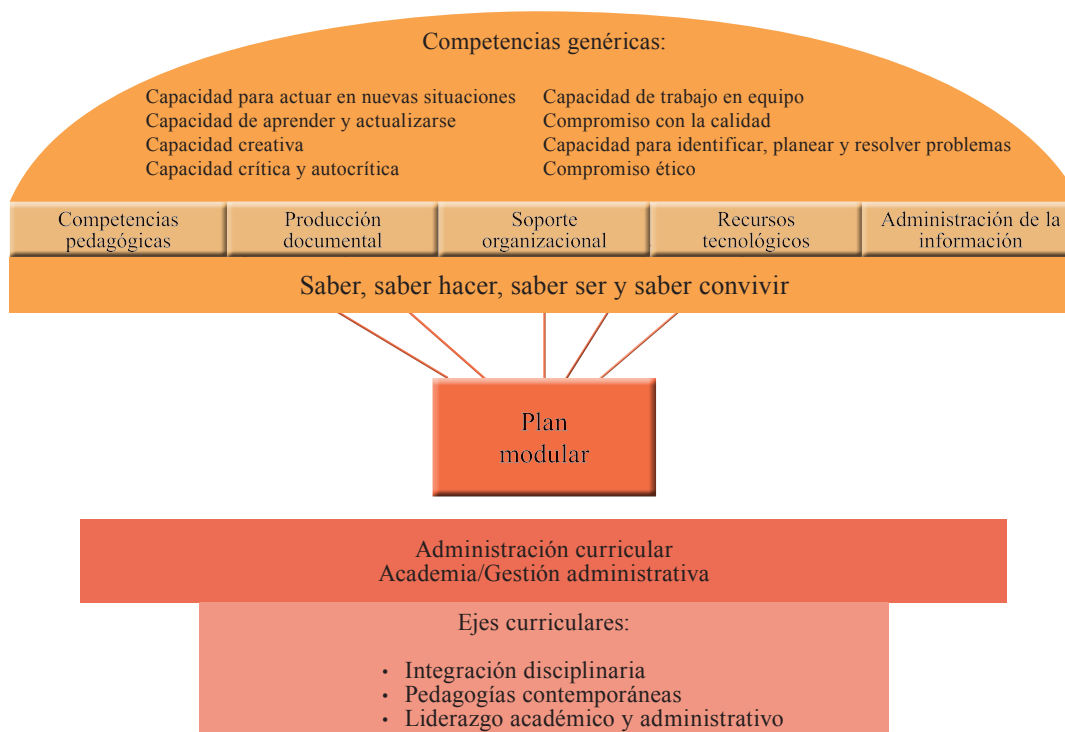 Competencias genéricas:
Capacidad para actuar en nuevas situaciones
Capacidad de aprender y actualizarse
Capacidad creativa
Capacidad crítica y autocrítica
Capacidad de trabajo en equipo
Compromiso con la calidad
Capacidad para identificar, planear y resolver problemas
Compromiso ético
Competencias
pedagógicas
Producción
documental
Soporte
organizacional
Recursos
tecnológicos
Administración de la
información
Saber, saber hacer, saber ser y saber convivir
Plan
modular
Administración curricular
Academia/Gestión administrativa
Ejes curriculares:
• Integración disciplinaria
• Pedagogías contemporáneas
• Liderazgo académico y administrativo